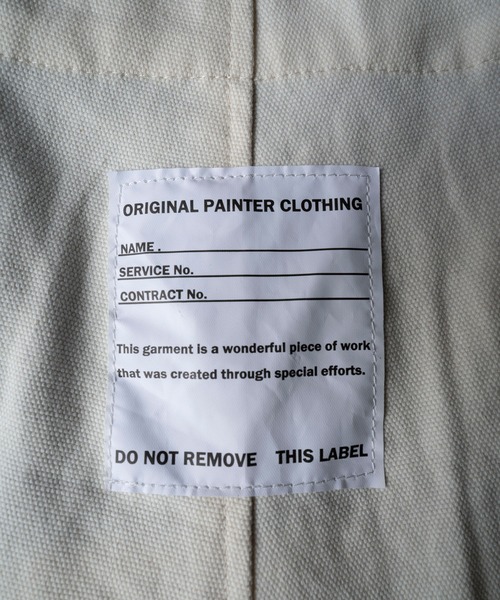 ORIGINAL PAINTER CLOTHING
NAME .
SERVICE No.
CONTRACT No.
This garment is a wonderful piece of work
that was created through special efforts.
DO NOT REMOVE THIS LABEL